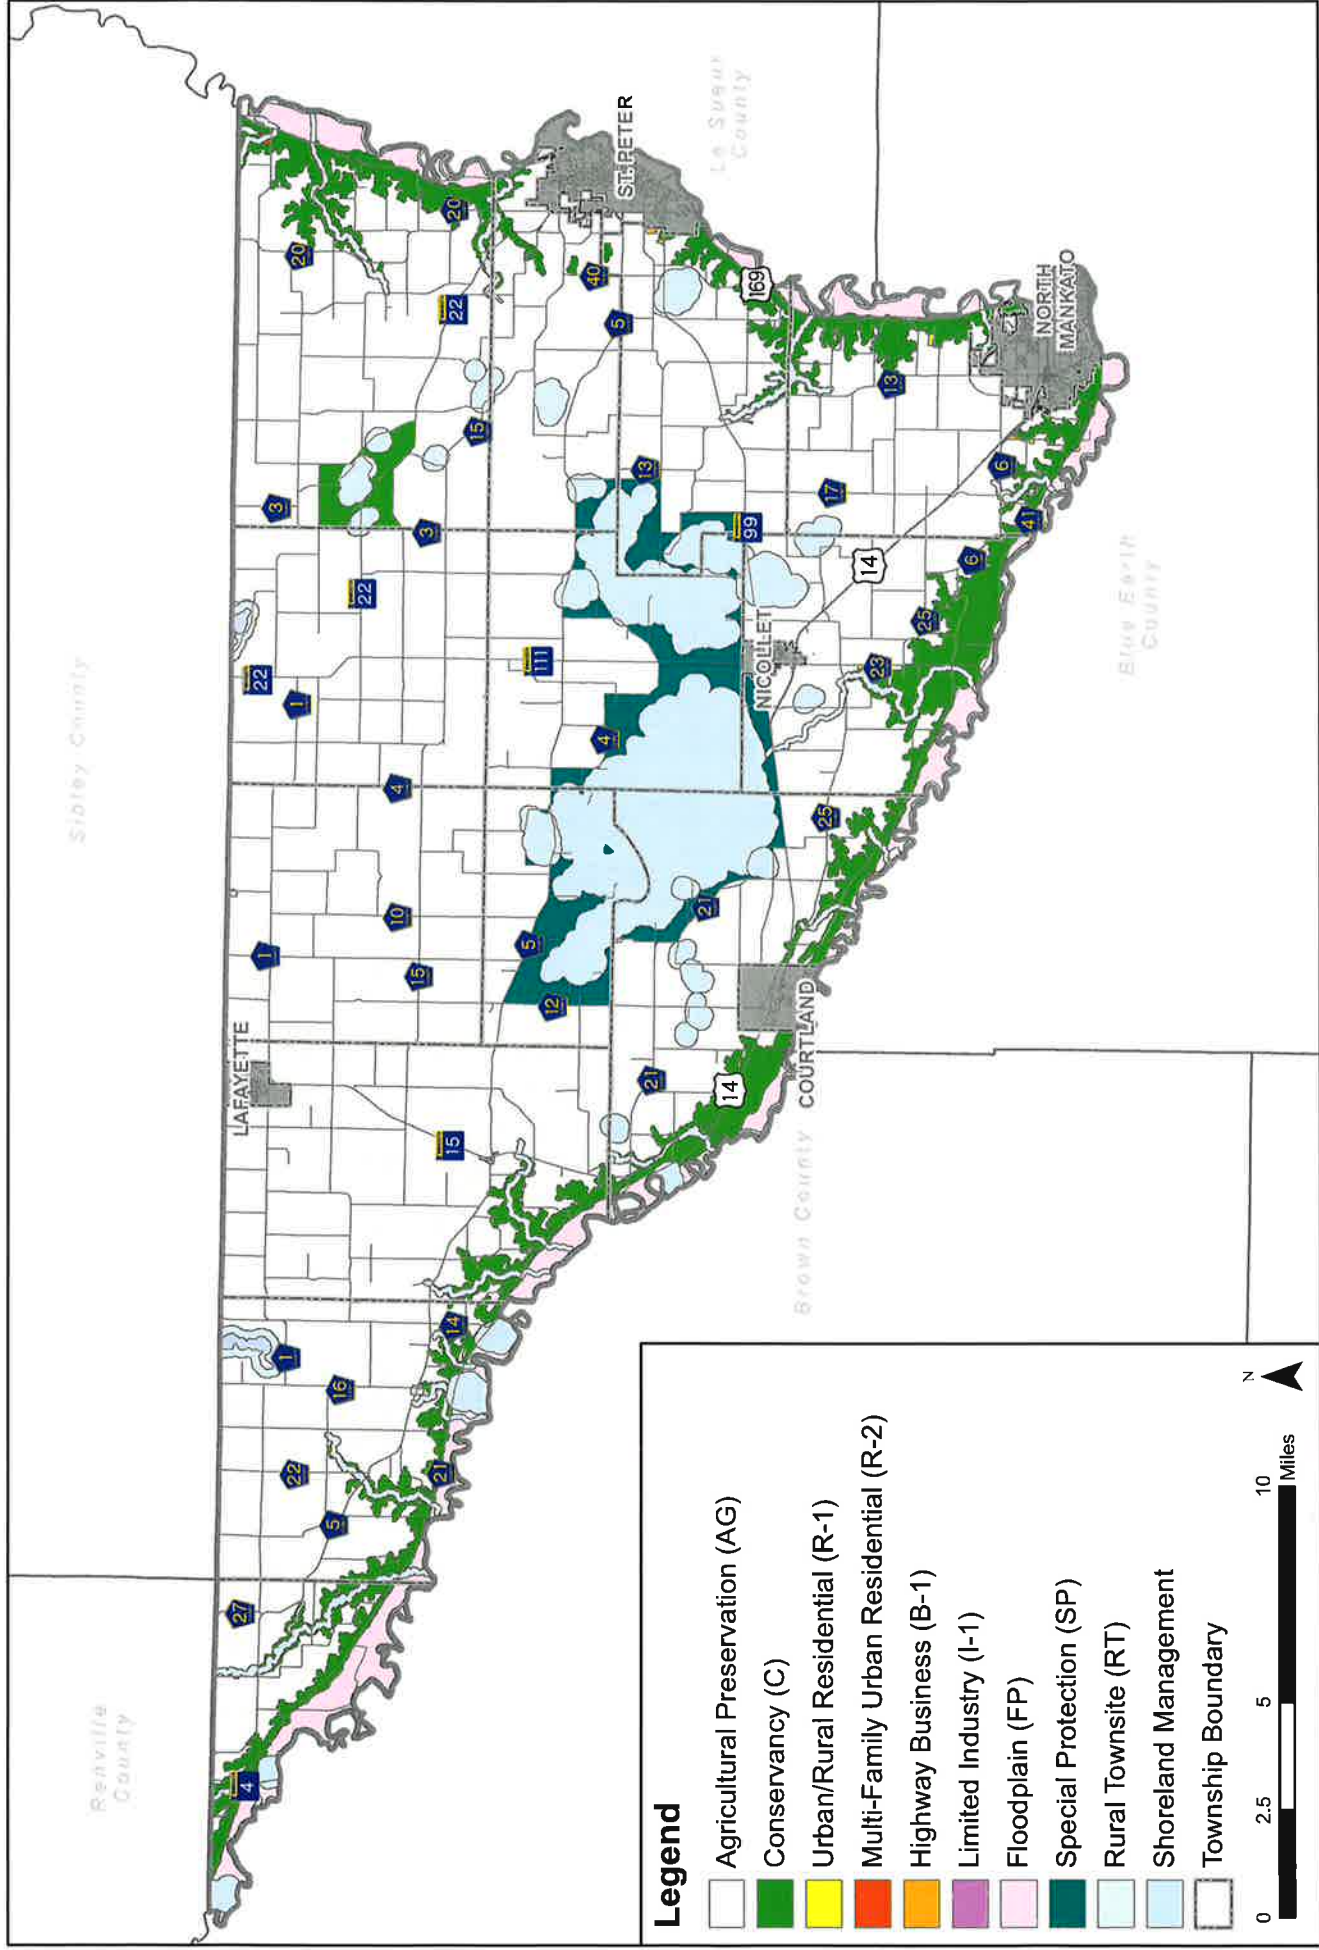 Renville
County
Sibley County
Le Sueur
County
Brown County
Blue Earth
County
LAFAYETTE
ST. PETER
NICOLLET
COURTLAND
NORTH
MANKATO
4
27
5
22
16
1
21
14
15
1
15
10
4
1
22
22
3
3
20
20
22
15
12
5
4
111
13
5
40
21
14
21
25
23
25
14
99
17
169
13
6
41
6
Legend
Agricultural Preservation (AG)
Conservancy (C)
Urban/Rural Residential (R-1)
Multi-Family Urban Residential (R-2)
Highway Business (B-1)
Limited Industry (I-1)
Floodplain (FP)
Special Protection (SP)
Rural Townsite (RT)
Shoreland Management
Township Boundary
0 2.5 5 10
Miles
N